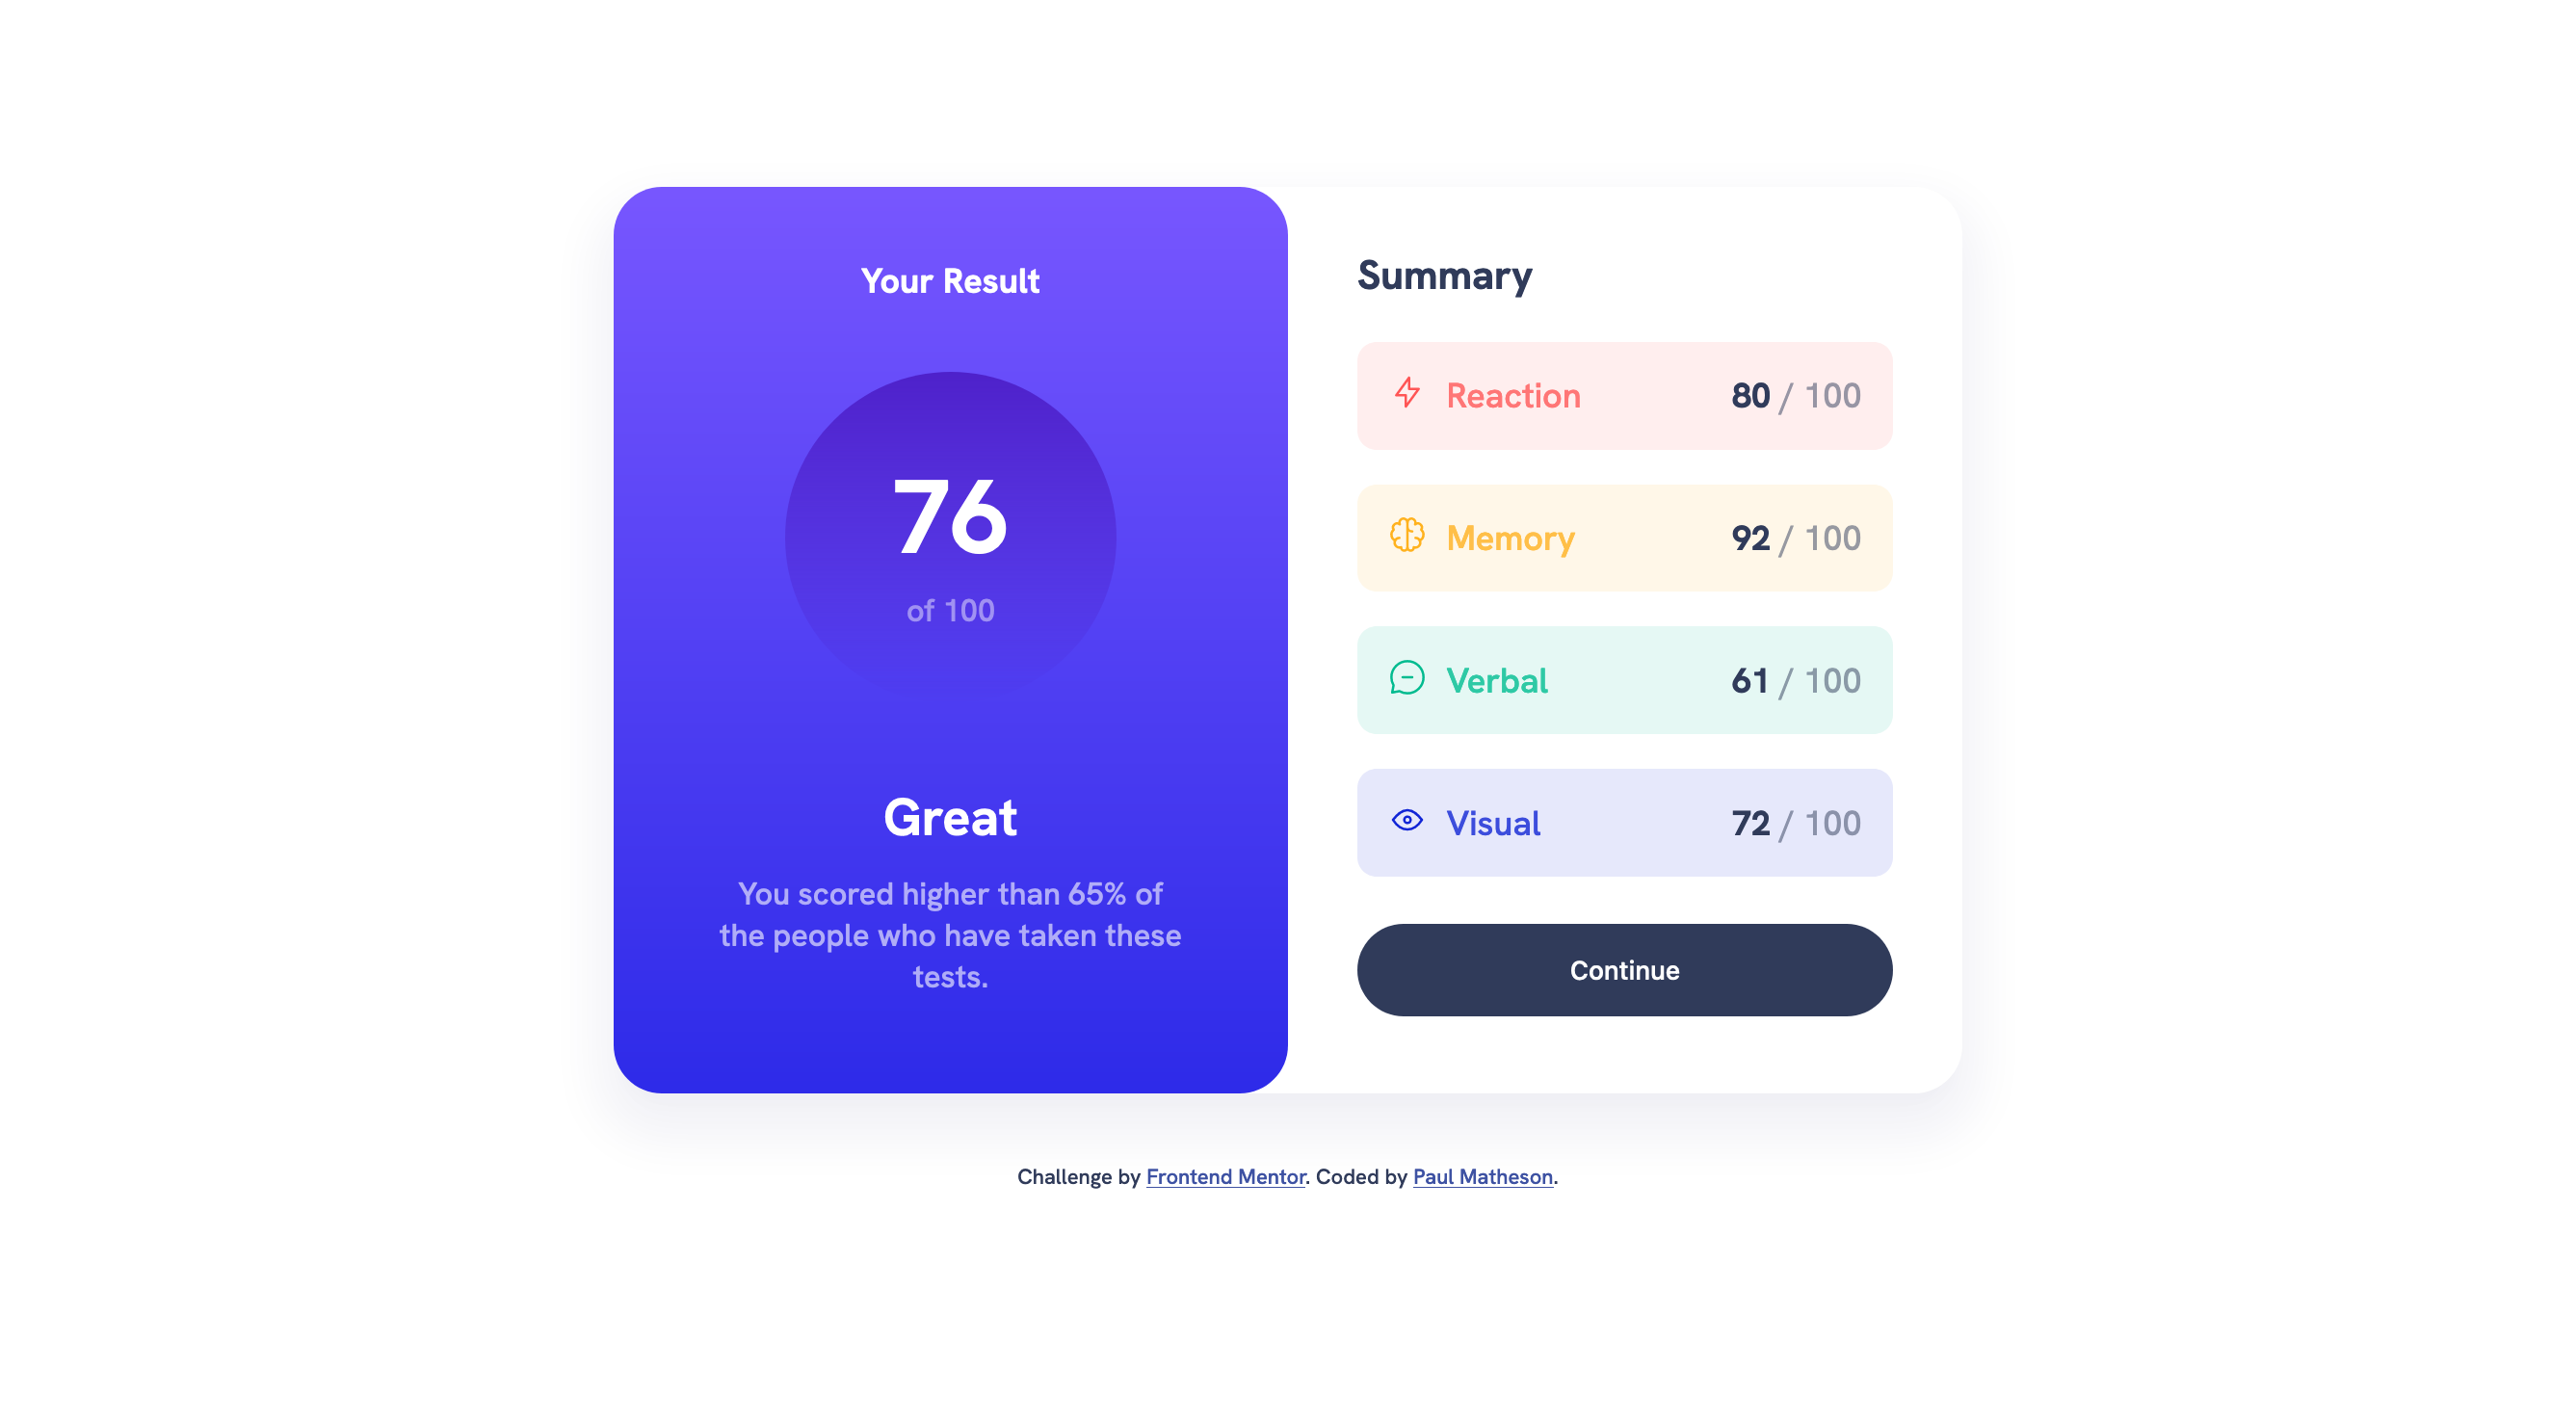 Your Result
76
of 100
Great
You scored higher than 65% of
the people who have taken these
tests.
Summary
Reaction 80 / 100
Memory 92 / 100
Verbal 61 / 100
Visual 72 / 100
Continue
Challenge by Frontend Mentor. Coded by Paul Matheson.